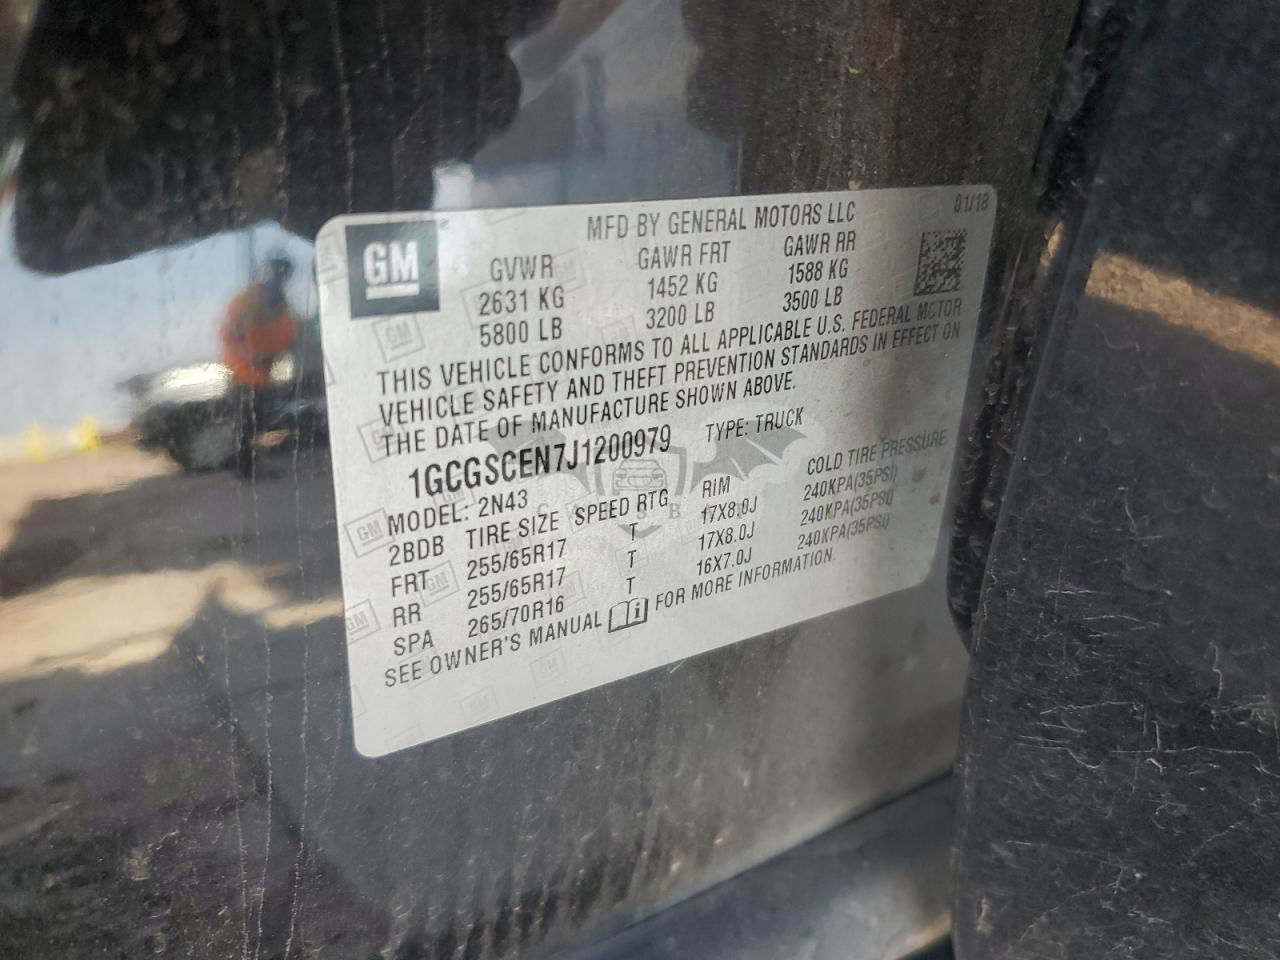 GM
MFD BY GENERAL MOTORS LLC
01/18
GVWR GAWR FRT GAWR RR
2631 KG 1452 KG 1588 KG
5800 LB 3200 LB 3500 LB
THIS VEHICLE CONFORMS TO ALL APPLICABLE U.S. FEDERAL MOTOR
VEHICLE SAFETY AND THEFT PREVENTION STANDARDS IN EFFECT ON
THE DATE OF MANUFACTURE SHOWN ABOVE.
1GCGSCEN7J1200979 TYPE: TRUCK
MODEL: 2N43
2BDB TIRE SIZE SPEED RTG RIM COLD TIRE PRESSURE
FRT 255/65R17 T 17X8.0J 240KPA(35PSI)
RR 255/65R17 T 17X8.0J 240KPA(35PSI)
SPA 265/70R16 T 16X7.0J 240KPA(35PSI)
SEE OWNER'S MANUAL FOR MORE INFORMATION.